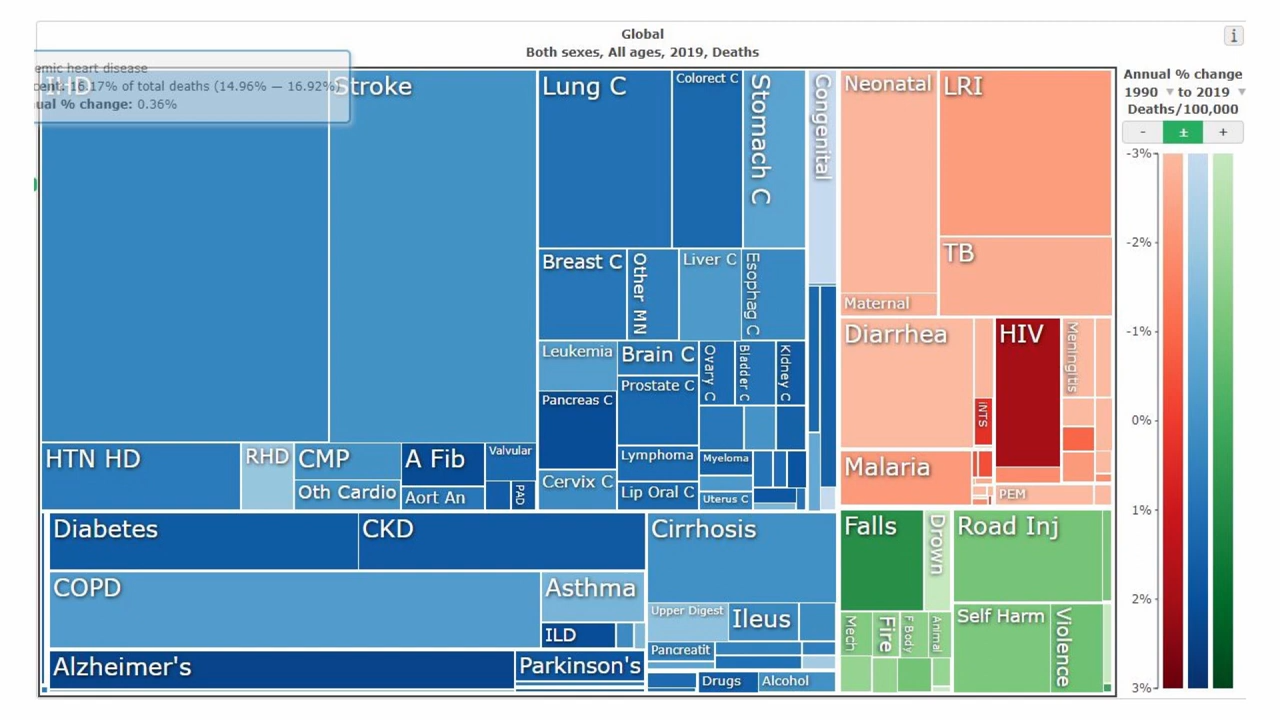 Global
Both sexes, All ages, 2019, Deaths
i
emic heart disease
cent: 16.17% of total deaths (14.96% — 16.92%)
ual % change: 0.36%
IHD
Stroke
Lung C
Colorect C
Stomach C
Congenital
Neonatal
LRI
Annual % change
1990 ▼ to 2019 ▼
Deaths/100,000
- ± +
-3%
-2%
-1%
0%
1%
2%
3%
TB
Maternal
Breast C
Other MN
Liver C
Esophag C
Leukemia
Brain C
Ovary C
Bladder C
Kidney C
Prostate C
Pancreas C
Lymphoma
Myeloma
Cervix C
Lip Oral C
Uterus C
Diarrhea
iNTS
HIV
Meningitis
Malaria
PEM
HTN HD
RHD
CMP
A Fib
Valvular
Oth Cardio
Aort An
PAD
Diabetes
CKD
Cirrhosis
COPD
Asthma
Upper Digest
Ileus
ILD
Pancreatit
Alzheimer's
Parkinson's
Drugs
Alcohol
Falls
Drown
Road Inj
Mech
Fire
F Body
Animal
Self Harm
Violence